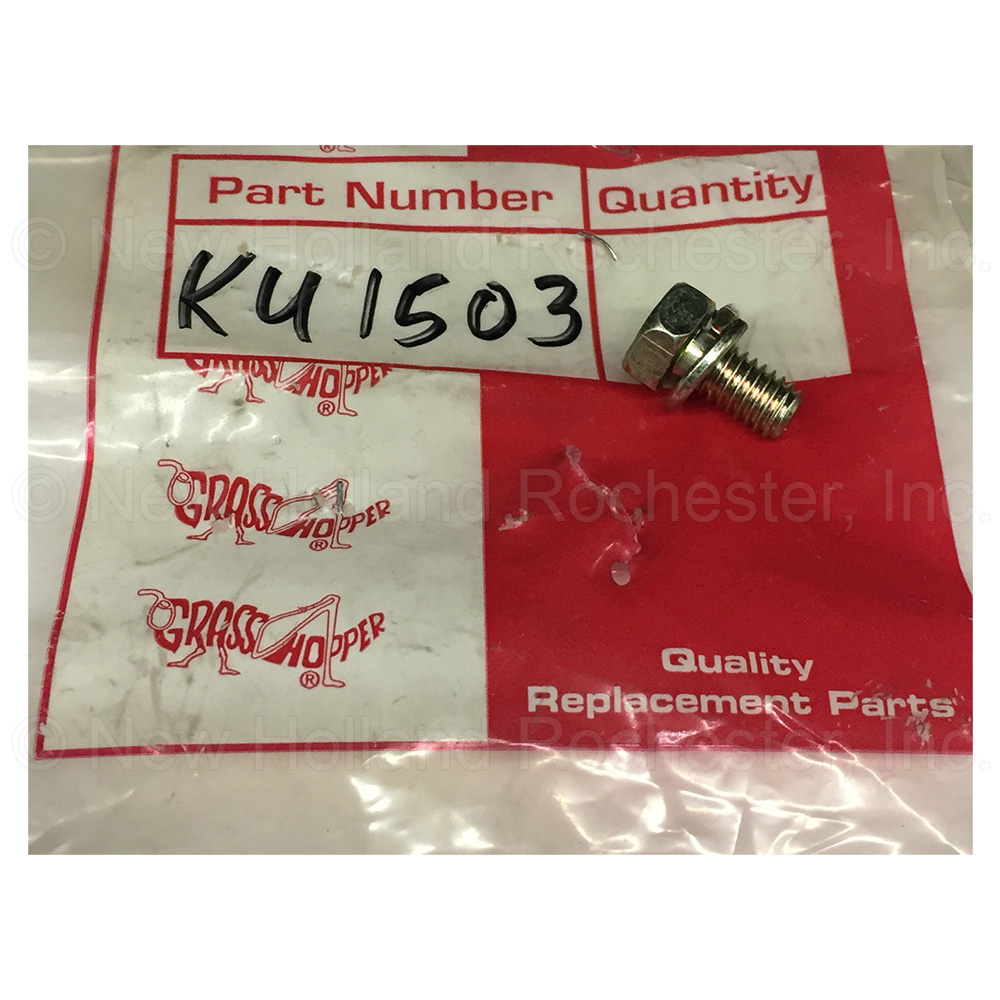 Part Number Quantity
© New Holland Rochester, Inc.
KU1503
GRASSHOPPER®
© New Holland Rochester, Inc.
GRASSHOPPER®
GRASSHOPPER®
Quality
Replacement Parts
© New Holland Rochester, Inc.